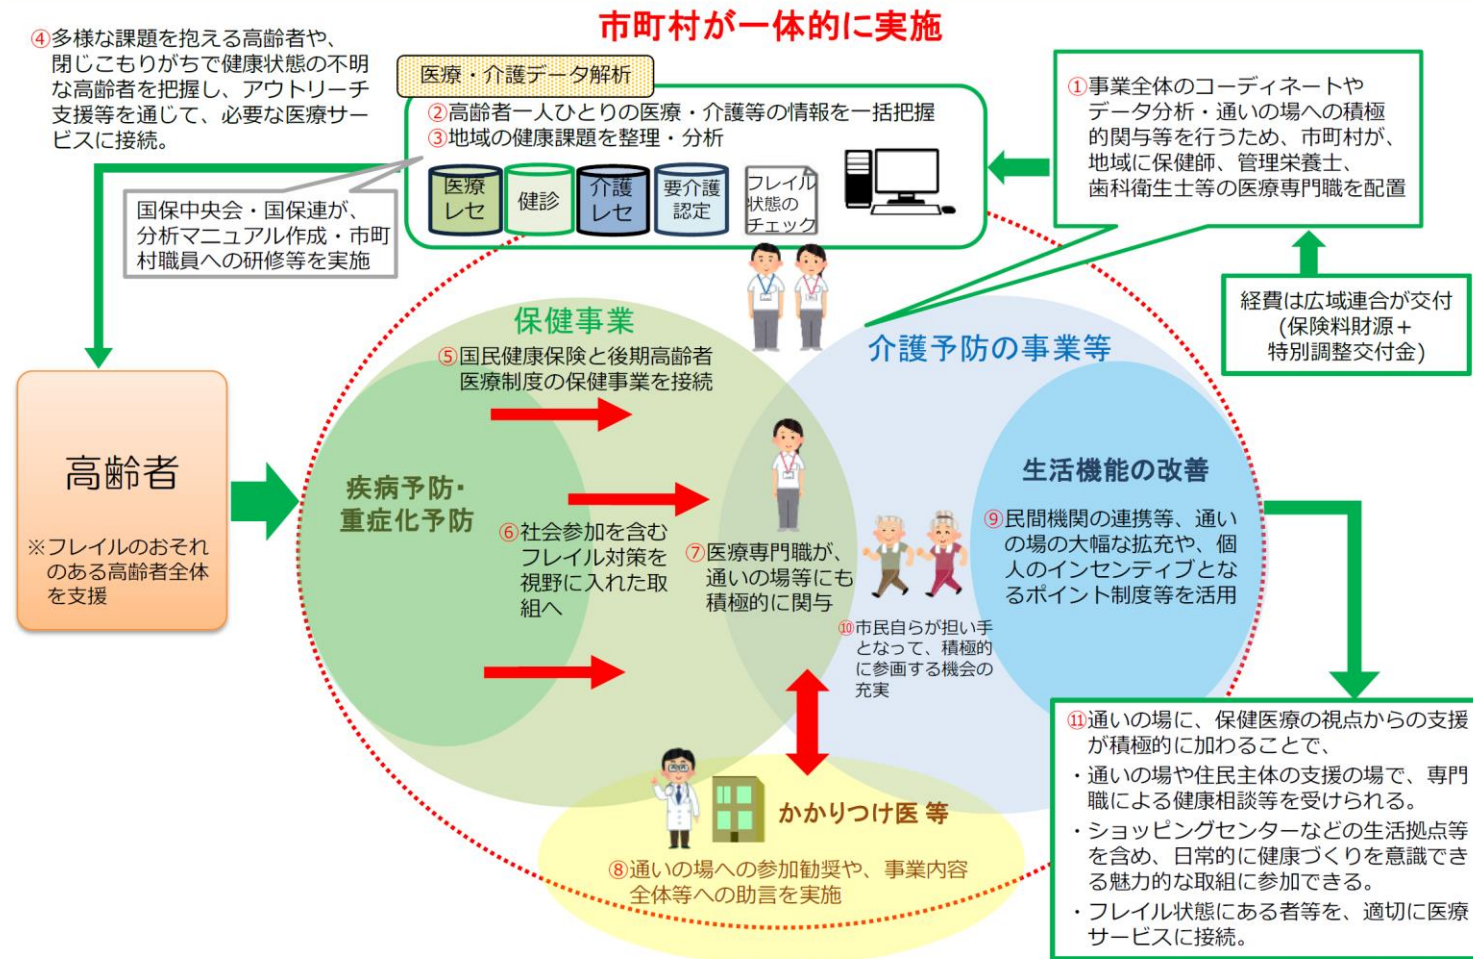 市町村が一体的に実施
④多様な課題を抱える高齢者や、
閉じこもりがちで健康状態の不明
な高齢者を把握し、アウトリーチ
支援等を通じて、必要な医療サー
ビスに接続。
医療・介護データ解析
②高齢者一人ひとりの医療・介護等の情報を一括把握
③地域の健康課題を整理・分析
医療
レセ
健診
介護
レセ
要介護
認定
フレイル
状態の
チェック
①事業全体のコーディネートや
データ分析・通いの場への積極
的関与等を行うため、市町村が、
地域に保健師、管理栄養士、
歯科衛生士等の医療専門職を配置
国保中央会・国保連が、
分析マニュアル作成・市町
村職員への研修等を実施
経費は広域連合が交付
(保険料財源+
特別調整交付金)
保健事業
⑤国民健康保険と後期高齢者
医療制度の保健事業を接続
介護予防の事業等
高齢者
※フレイルのおそれ
のある高齢者全体
を支援
疾病予防・
重症化予防
⑥社会参加を含む
フレイル対策を
視野に入れた取
組へ
⑦医療専門職が、
通いの場等にも
積極的に関与
生活機能の改善
⑨民間機関の連携等、通い
の場の大幅な拡充や、個
人のインセンティブとな
るポイント制度等を活用
⑩市民自らが担い手
となって、積極的
に参画する機会の
充実
かかりつけ医 等
⑧通いの場への参加勧奨や、事業内容
全体等への助言を実施
⑪通いの場に、保健医療の視点からの支援
が積極的に加わることで、
・通いの場や住民主体の支援の場で、専門
職による健康相談等を受けられる。
・ショッピングセンターなどの生活拠点等
を含め、日常的に健康づくりを意識でき
る魅力的な取組に参加できる。
・フレイル状態にある者等を、適切に医療
サービスに接続。